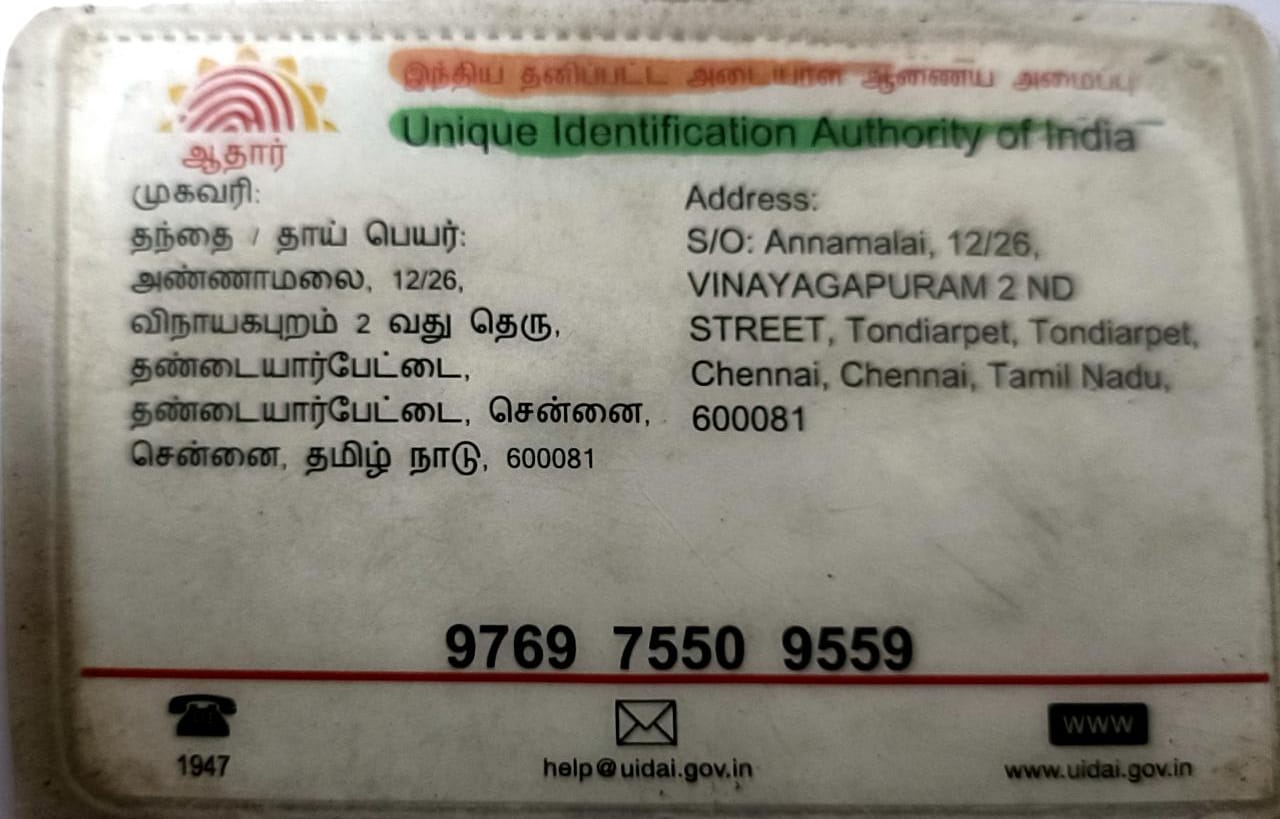 இந்திய தனிப்பட்ட அடையாள ஆணைய அமைப்பு
Unique Identification Authority of India
ஆதார்
முகவரி:
தந்தை / தாய் பெயர்:
அண்ணாமலை, 12/26,
விநாயகபுறம் 2 வது தெரு,
தண்டையார்பேட்டை,
தண்டையார்பேட்டை, சென்னை,
சென்னை, தமிழ் நாடு, 600081
Address:
S/O: Annamalai, 12/26,
VINAYAGAPURAM 2 ND
STREET, Tondiarpet, Tondiarpet,
Chennai, Chennai, Tamil Nadu,
600081
9769 7550 9559
1947
help@uidai.gov.in
WWW
www.uidai.gov.in